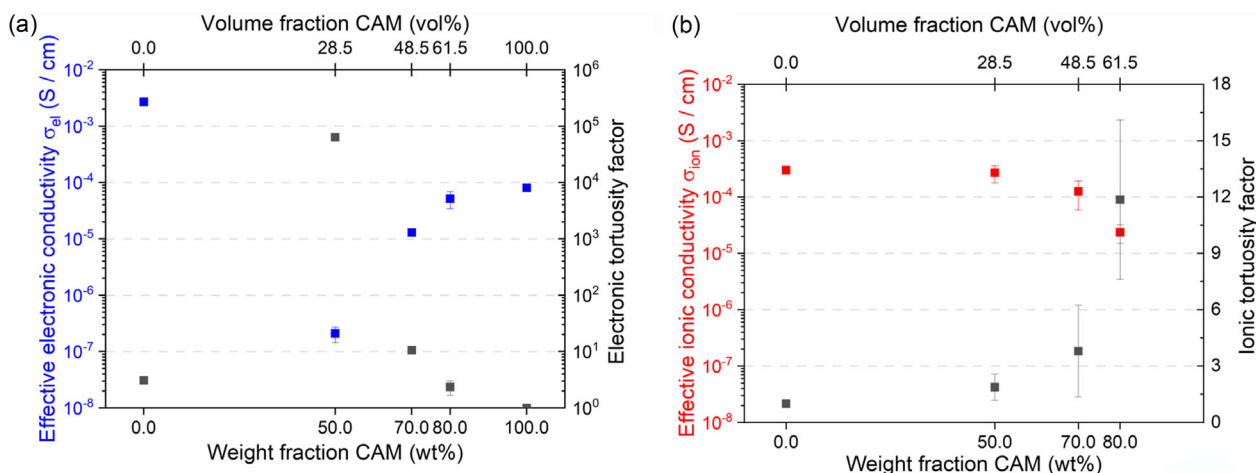 (a)
Volume fraction CAM (vol%)
0.0 28.5 48.5 61.5 100.0
Effective electronic conductivity σel (S / cm)
10-2
10-3
10-4
10-5
10-6
10-7
10-8
10^6
10^5
10^4
10^3
10^2
10^1
10^0
Electronic tortuosity factor
0.0 50.0 70.0 80.0 100.0
Weight fraction CAM (wt%)
(b)
Volume fraction CAM (vol%)
0.0 28.5 48.5 61.5
Effective ionic conductivity σion (S / cm)
10-2
10-3
10-4
10-5
10-6
10-7
10-8
18
15
12
9
6
3
0
Ionic tortuosity factor
0.0 50.0 70.0 80.0
Weight fraction CAM (wt%)